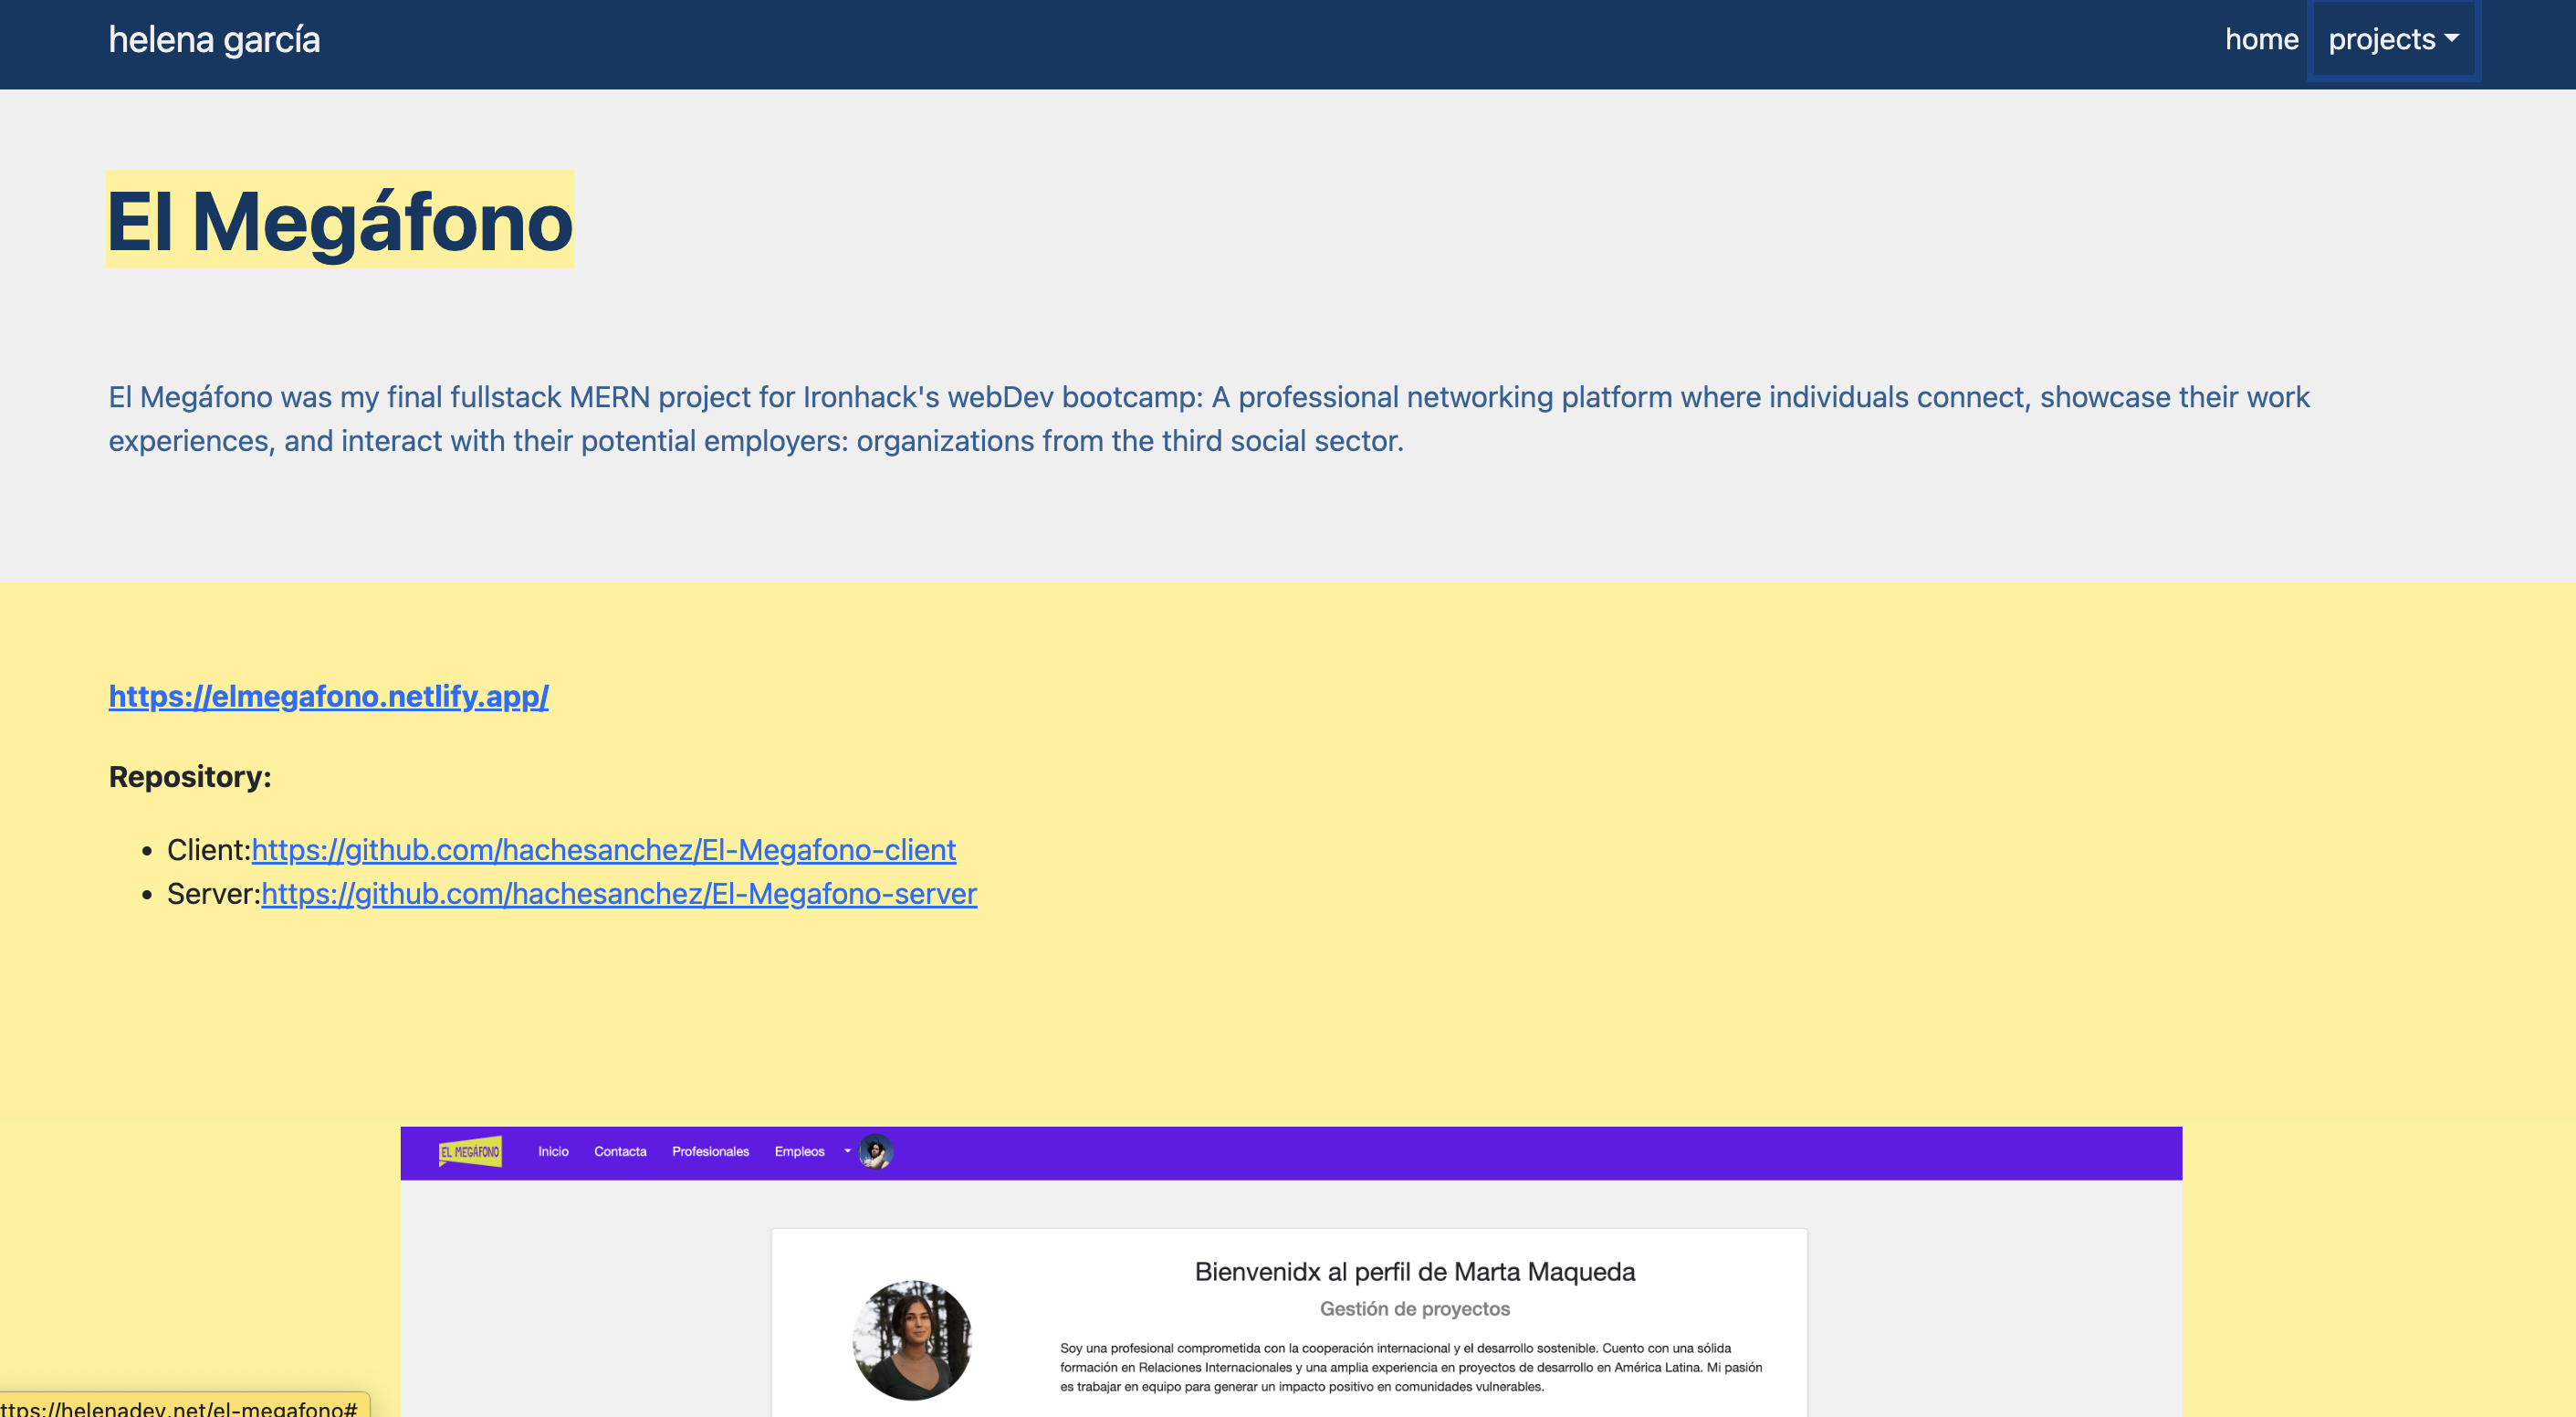 helena garcía
home projects
El Megáfono
El Megáfono was my final fullstack MERN project for Ironhack's webDev bootcamp: A professional networking platform where individuals connect, showcase their work
experiences, and interact with their potential employers: organizations from the third social sector.
https://elmegafono.netlify.app/
Repository:
• Client:https://github.com/hachesanchez/El-Megafono-client
• Server:https://github.com/hachesanchez/El-Megafono-server
EL MEGÁFONO Inicio Contacta Profesionales Empleos
Bienvenidx al perfil de Marta Maqueda
Gestión de proyectos
Soy una profesional comprometida con la cooperación internacional y el desarrollo sostenible. Cuento con una sólida
formación en Relaciones Internacionales y una amplia experiencia en proyectos de desarrollo en América Latina. Mi pasión
es trabajar en equipo para generar un impacto positivo en comunidades vulnerables.
ttps://helenadev.net/el-megafono#